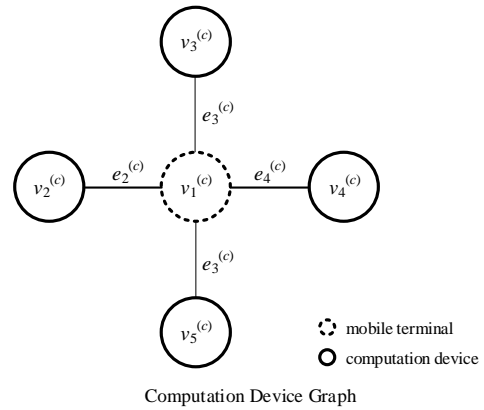 v₃⁽ᶜ⁾
e₃⁽ᶜ⁾
v₂⁽ᶜ⁾ e₂⁽ᶜ⁾ v₁⁽ᶜ⁾ e₄⁽ᶜ⁾ v₄⁽ᶜ⁾
e₃⁽ᶜ⁾
v₅⁽ᶜ⁾
mobile terminal
computation device
Computation Device Graph